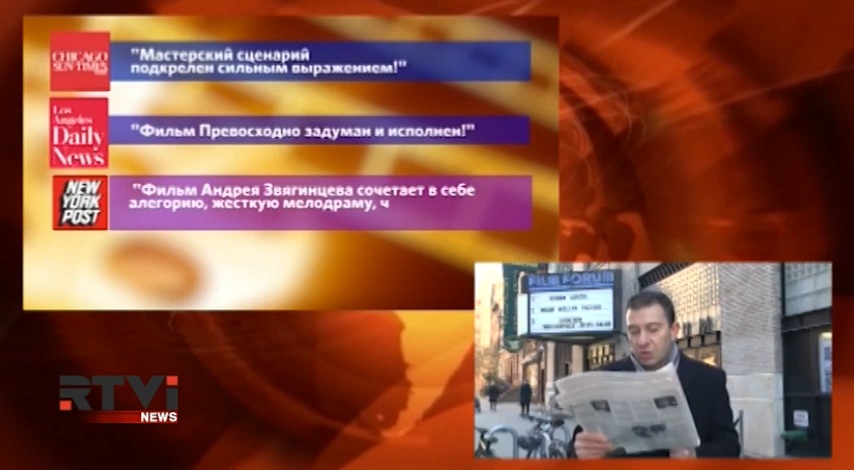 CHICAGO
SUN-TIMES
"Мастерский сценарий
подкрелен сильным выражением!"
Los
Angeles
Daily
News
"Фильм Превосходно задуман и исполнен!"
NEW
YORK
POST
"Фильм Андрея Звягинцева сочетает в себе
алегорию, жесткую мелодраму, ч
FILM FORUM
RTVi
NEWS